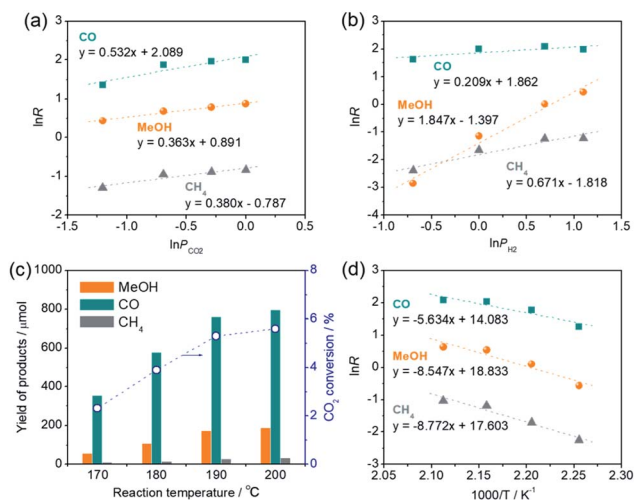 (a)
CO
y = 0.532x + 2.089
MeOH
y = 0.363x + 0.891
CH4
y = 0.380x - 0.787
lnR
3
2
1
0
-1
-2
-1.5
-1.0
-0.5
0.0
0.5
lnPCO2
(b)
CO
y = 0.209x + 1.862
MeOH
y = 1.847x - 1.397
CH4
y = 0.671x - 1.818
lnR
3
2
1
0
-1
-2
-3
-4
-1.0
-0.5
0.0
0.5
1.0
1.5
lnPH2
(c)
MeOH
CO
CH4
Yield of products / μmol
1000
800
600
400
200
0
170
180
190
200
Reaction temperature / °C
8
6
4
2
0
CO2 conversion / %
(d)
CO
y = -5.634x + 14.083
MeOH
y = -8.547x + 18.833
CH4
y = -8.772x + 17.603
lnR
3
2
1
0
-1
-2
-3
2.05
2.10
2.15
2.20
2.25
2.30
1000/T / K-1